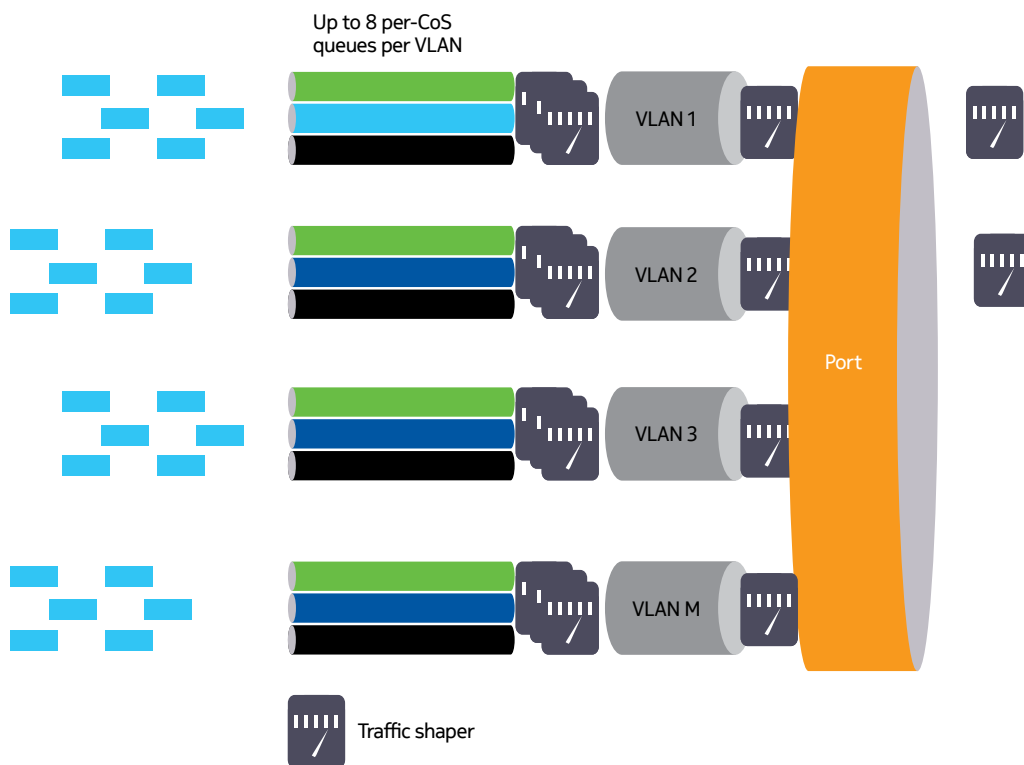 Up to 8 per-CoS
queues per VLAN
VLAN 1
VLAN 2
Port
VLAN 3
VLAN M
Traffic shaper